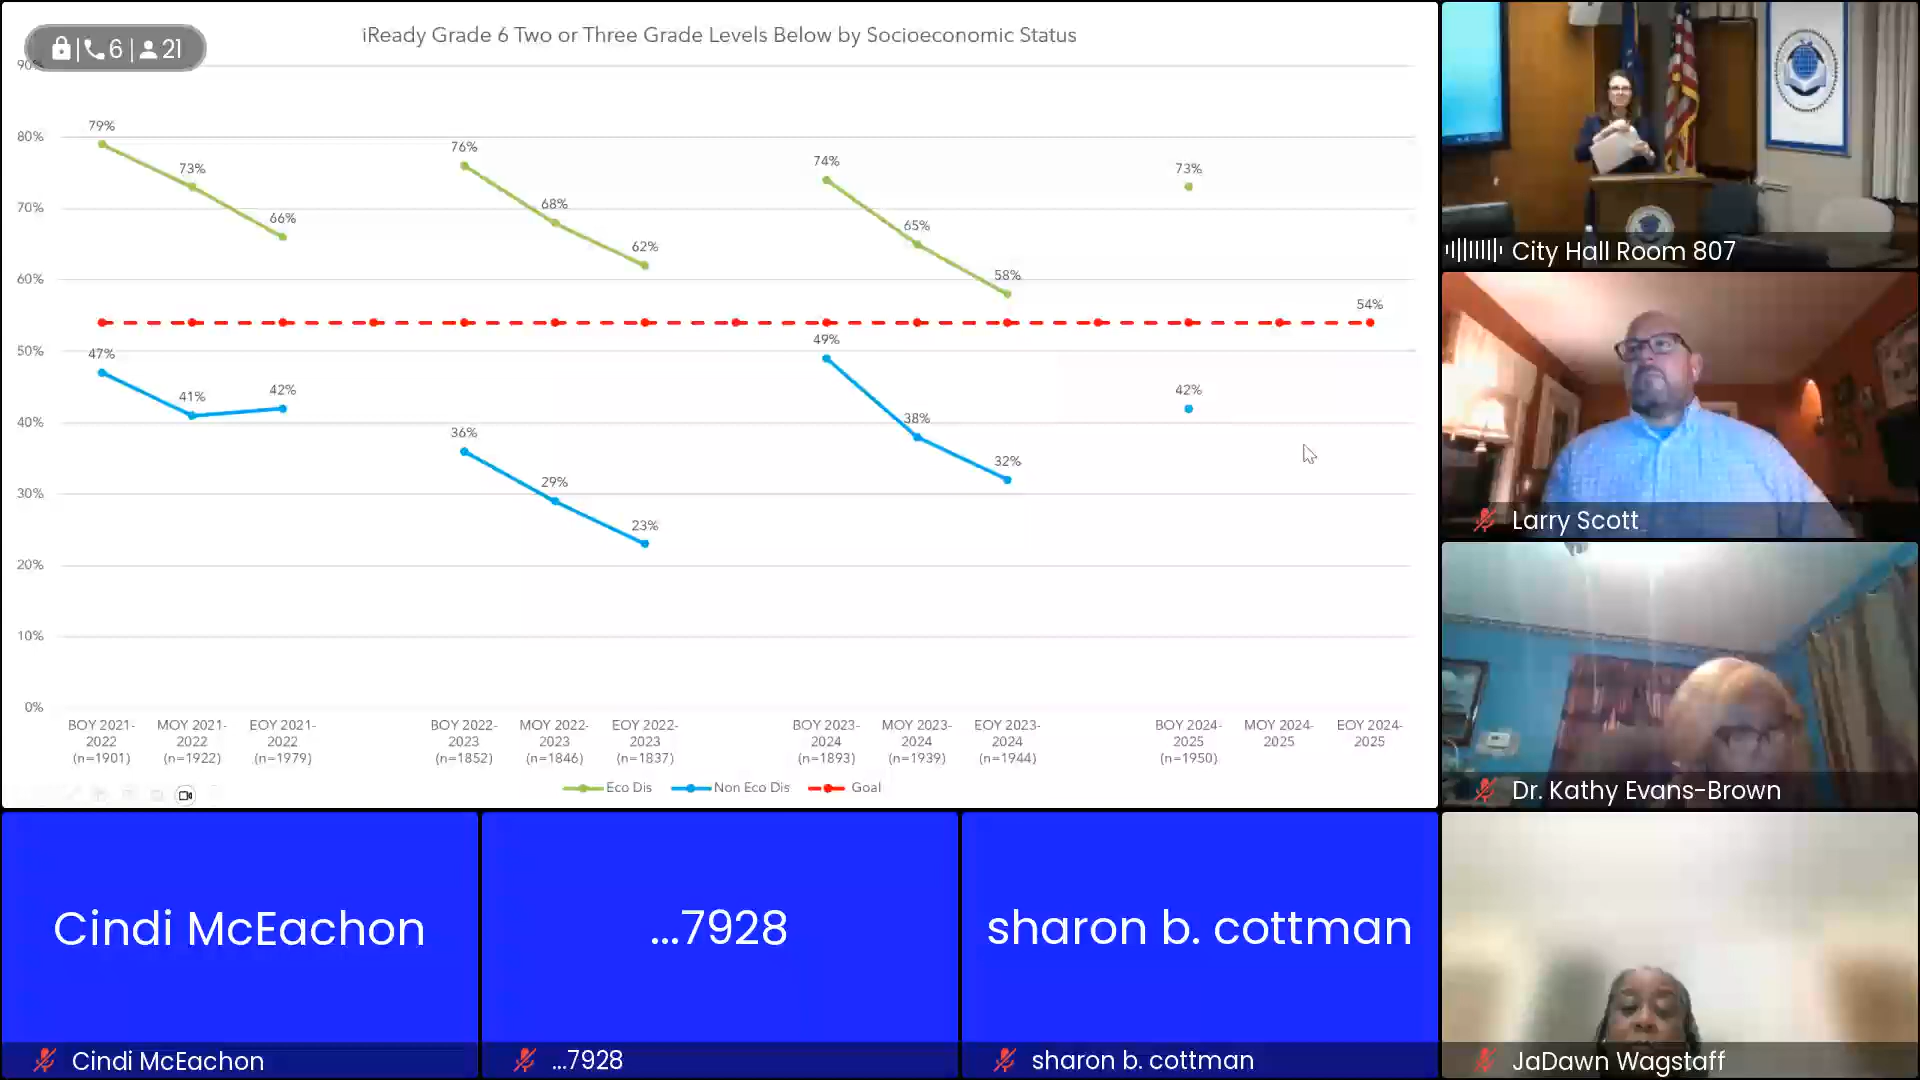 6 | 21
iReady Grade 6 Two or Three Grade Levels Below by Socioeconomic Status
90%
80%
70%
60%
50%
40%
30%
20%
10%
0%
79%
73%
66%
76%
68%
62%
74%
65%
58%
73%
54%
47%
41%
42%
36%
29%
23%
49%
38%
32%
42%
BOY 2021-
2022
(n=1901)
MOY 2021-
2022
(n=1922)
EOY 2021-
2022
(n=1979)
BOY 2022-
2023
(n=1852)
MOY 2022-
2023
(n=1846)
EOY 2022-
2023
(n=1837)
BOY 2023-
2024
(n=1893)
MOY 2023-
2024
(n=1939)
EOY 2023-
2024
(n=1944)
BOY 2024-
2025
(n=1950)
MOY 2024-
2025
EOY 2024-
2025
Eco Dis
Non Eco Dis
Goal
City Hall Room 807
Larry Scott
Dr. Kathy Evans-Brown
Cindi McEachon
Cindi McEachon
...7928
...7928
sharon b. cottman
sharon b. cottman
JaDawn Wagstaff